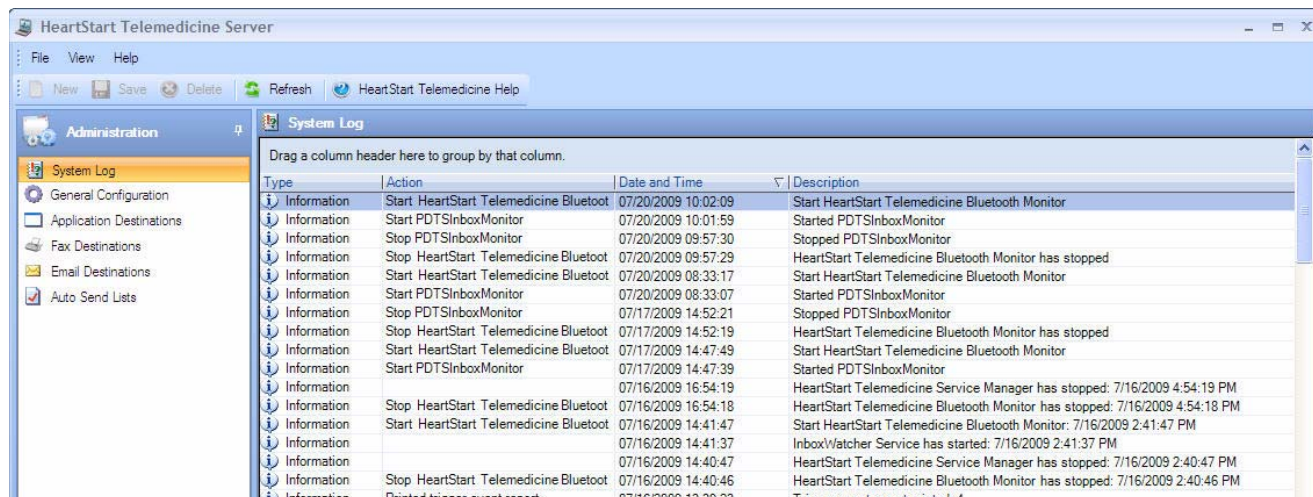 HeartStart Telemedicine Server
File View Help
New Save Delete Refresh HeartStart Telemedicine Help
Administration
System Log
General Configuration
Application Destinations
Fax Destinations
Email Destinations
Auto Send Lists
System Log
Drag a column header here to group by that column.
Type Action Date and Time Description
Information Start HeartStart Telemedicine Bluetoot 07/20/2009 10:02:09 Start HeartStart Telemedicine Bluetooth Monitor
Information Start PDTSInboxMonitor 07/20/2009 10:01:59 Started PDTSInboxMonitor
Information Stop PDTSInboxMonitor 07/20/2009 09:57:30 Stopped PDTSInboxMonitor
Information Stop HeartStart Telemedicine Bluetoot 07/20/2009 09:57:29 HeartStart Telemedicine Bluetooth Monitor has stopped
Information Start HeartStart Telemedicine Bluetoot 07/20/2009 08:33:17 Start HeartStart Telemedicine Bluetooth Monitor
Information Start PDTSInboxMonitor 07/20/2009 08:33:07 Started PDTSInboxMonitor
Information Stop PDTSInboxMonitor 07/17/2009 14:52:21 Stopped PDTSInboxMonitor
Information Stop HeartStart Telemedicine Bluetoot 07/17/2009 14:52:19 HeartStart Telemedicine Bluetooth Monitor has stopped
Information Start HeartStart Telemedicine Bluetoot 07/17/2009 14:47:49 Start HeartStart Telemedicine Bluetooth Monitor
Information Start PDTSInboxMonitor 07/17/2009 14:47:39 Started PDTSInboxMonitor
Information 07/16/2009 16:54:19 HeartStart Telemedicine Service Manager has stopped: 7/16/2009 4:54:19 PM
Information Stop HeartStart Telemedicine Bluetoot 07/16/2009 16:54:18 HeartStart Telemedicine Bluetooth Monitor has stopped: 7/16/2009 4:54:18 PM
Information Start HeartStart Telemedicine Bluetoot 07/16/2009 14:41:47 Start HeartStart Telemedicine Bluetooth Monitor: 7/16/2009 2:41:47 PM
Information 07/16/2009 14:41:37 InboxWatcher Service has started: 7/16/2009 2:41:37 PM
Information 07/16/2009 14:40:47 HeartStart Telemedicine Service Manager has stopped: 7/16/2009 2:40:47 PM
Information Stop HeartStart Telemedicine Bluetoot 07/16/2009 14:40:46 HeartStart Telemedicine Bluetooth Monitor has stopped: 7/16/2009 2:40:46 PM
Information Printed trigger event report